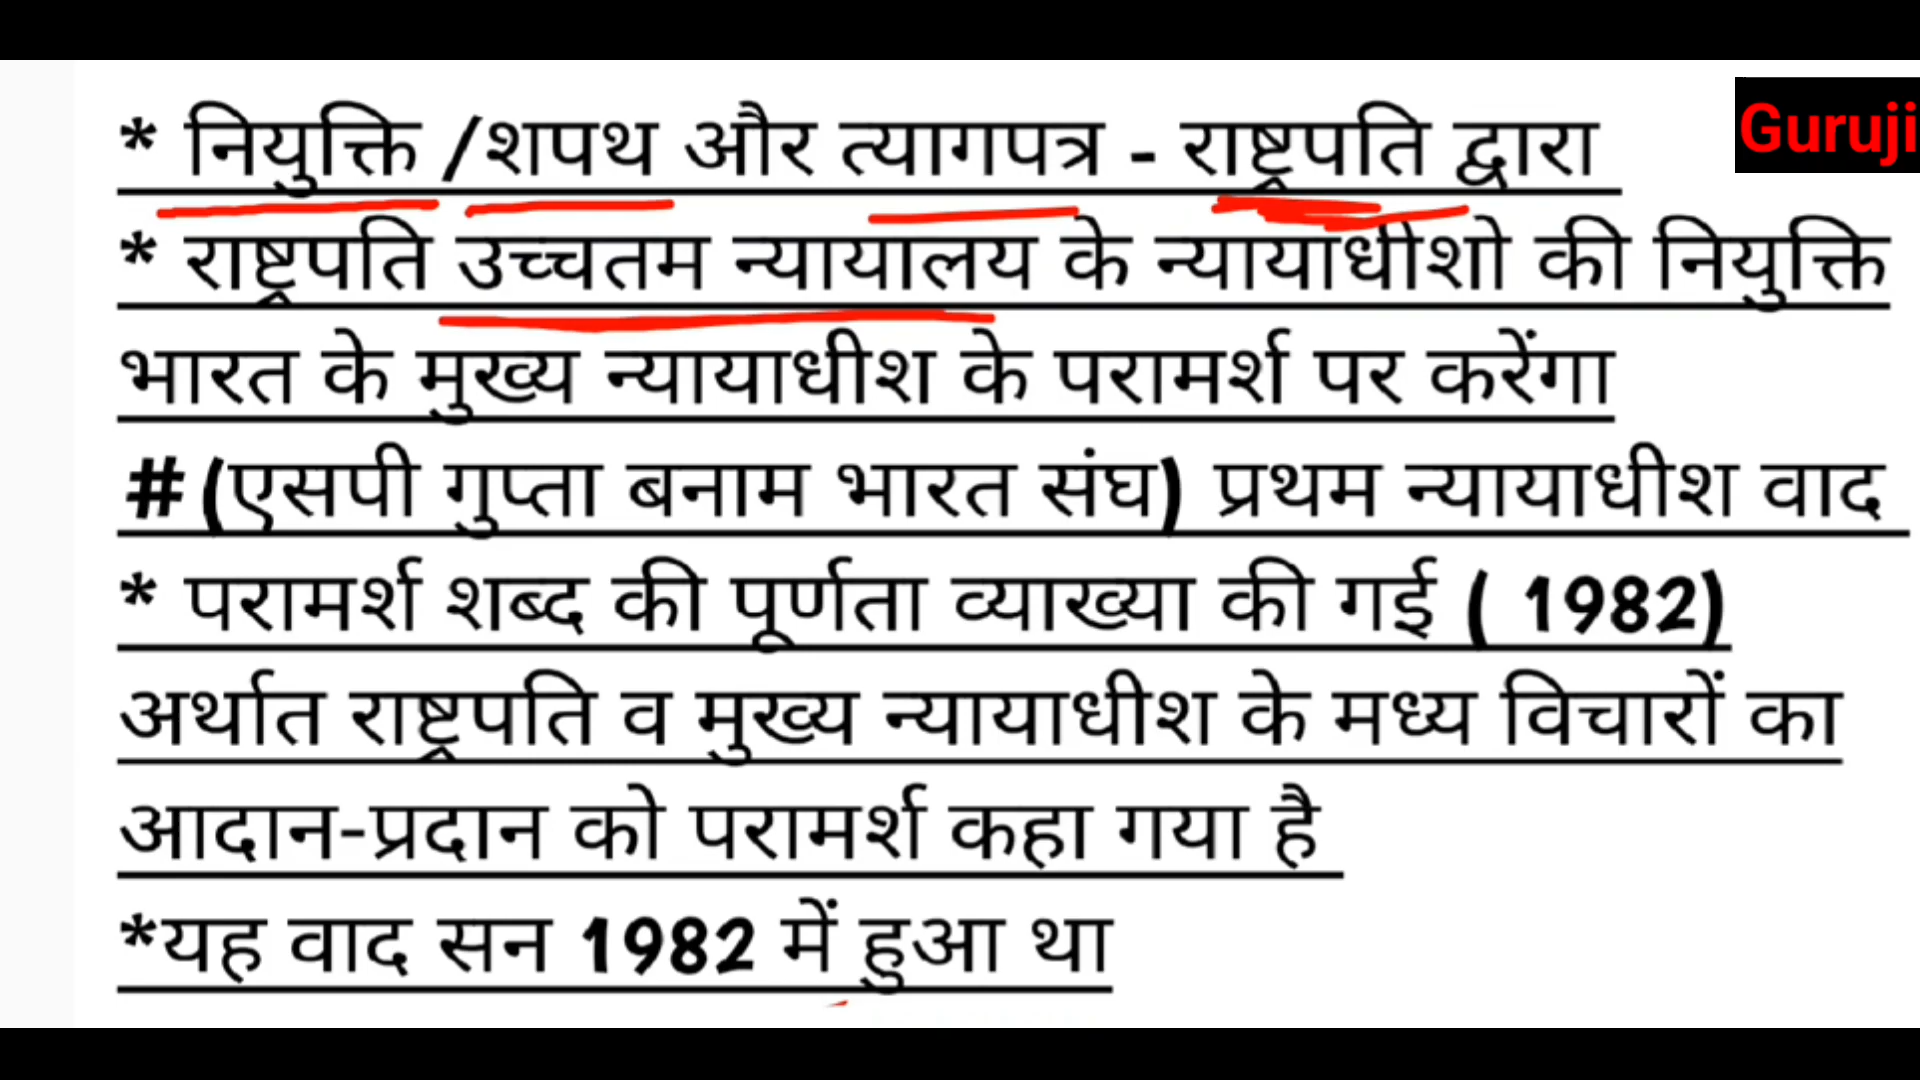 * नियुक्ति /शपथ और त्यागपत्र - राष्ट्रपति द्वारा
Guruji
* राष्ट्रपति उच्चतम न्यायालय के न्यायाधीशो की नियुक्ति
भारत के मुख्य न्यायाधीश के परामर्श पर करेंगा
#(एसपी गुप्ता बनाम भारत संघ) प्रथम न्यायाधीश वाद
* परामर्श शब्द की पूर्णता व्याख्या की गई ( 1982)
अर्थात राष्ट्रपति व मुख्य न्यायाधीश के मध्य विचारों का
आदान-प्रदान को परामर्श कहा गया है
*यह वाद सन 1982 में हुआ था